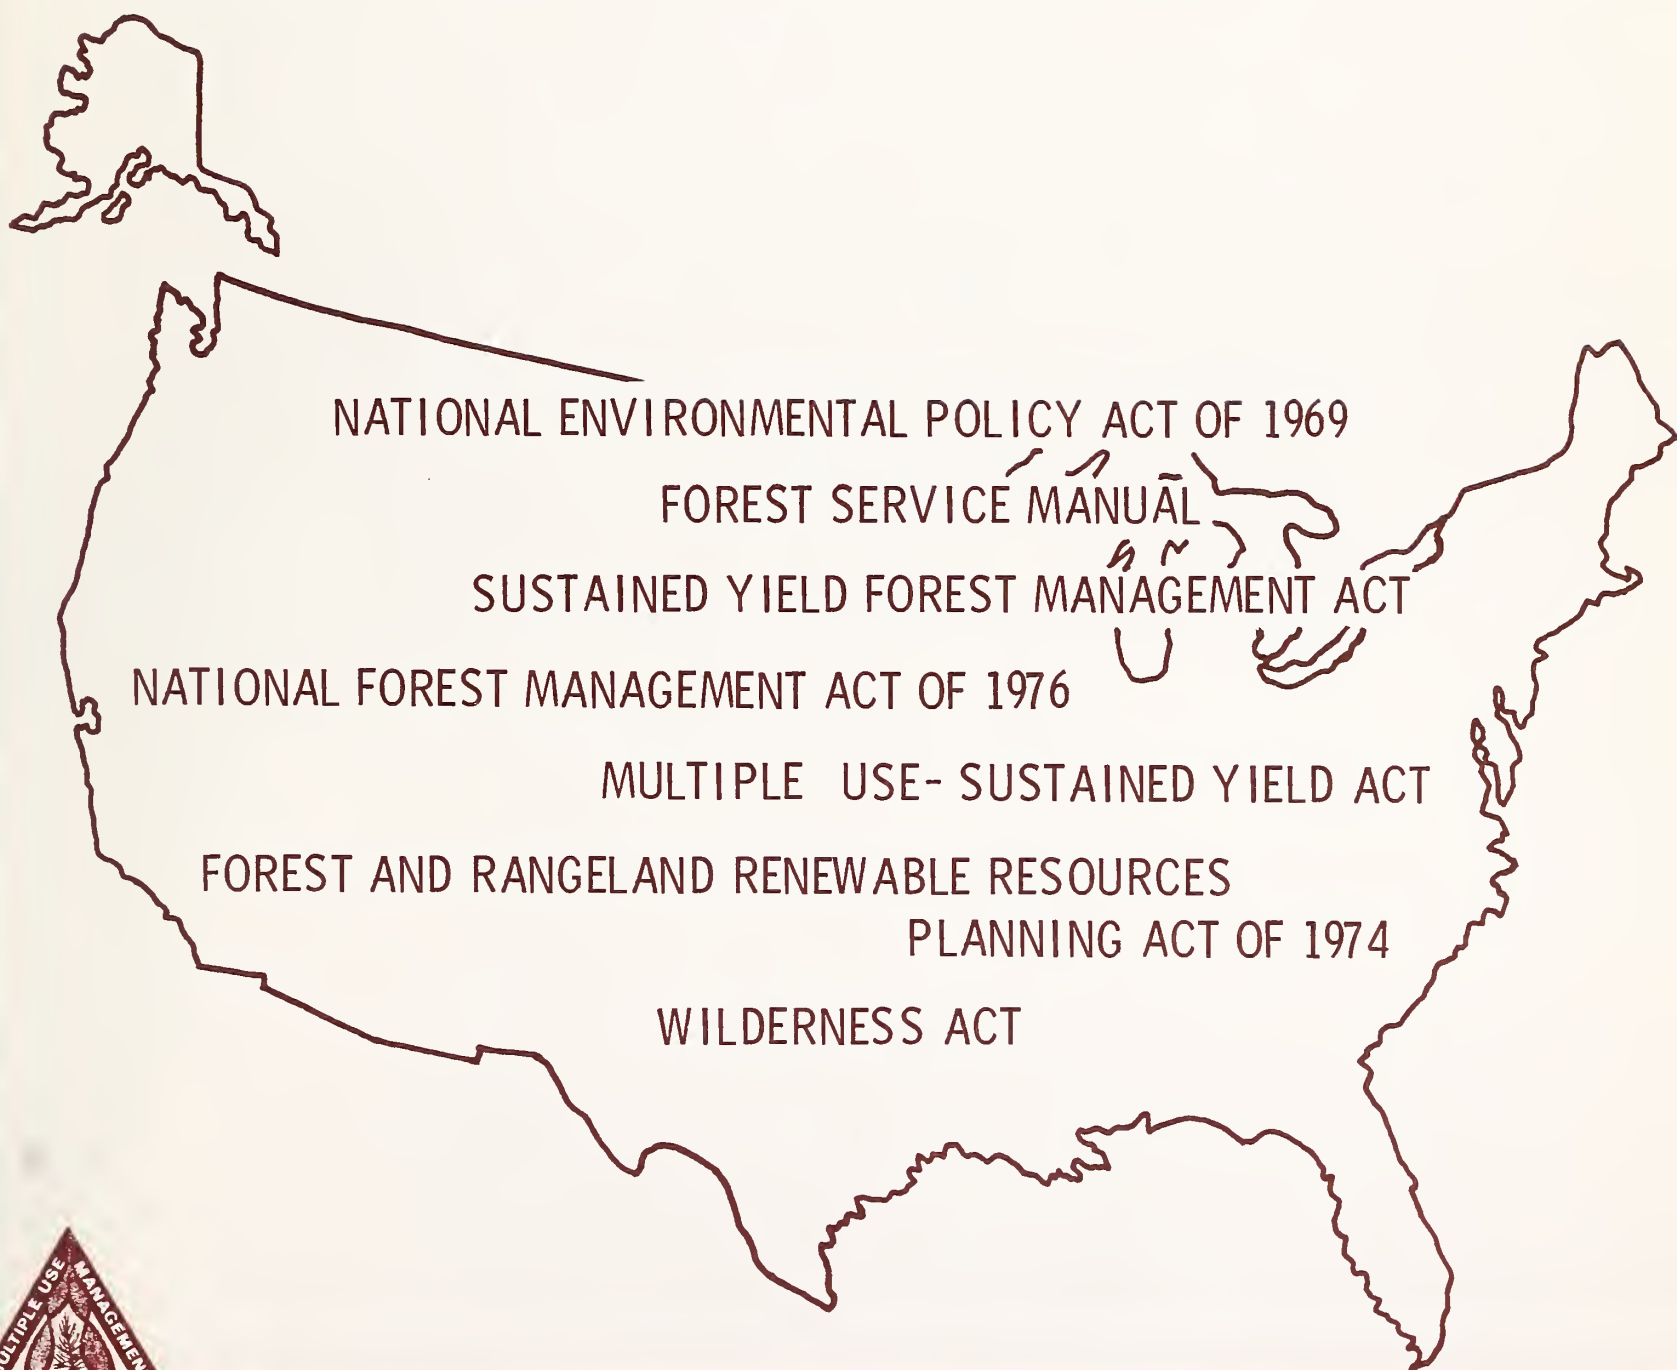 NATIONAL ENVIRONMENTAL POLICY ACT OF 1969
FOREST SERVICE MANUAL
SUSTAINED YIELD FOREST MANAGEMENT ACT
NATIONAL FOREST MANAGEMENT ACT OF 1976
MULTIPLE USE- SUSTAINED YIELD ACT
FOREST AND RANGELAND RENEWABLE RESOURCES
PLANNING ACT OF 1974
WILDERNESS ACT
USE